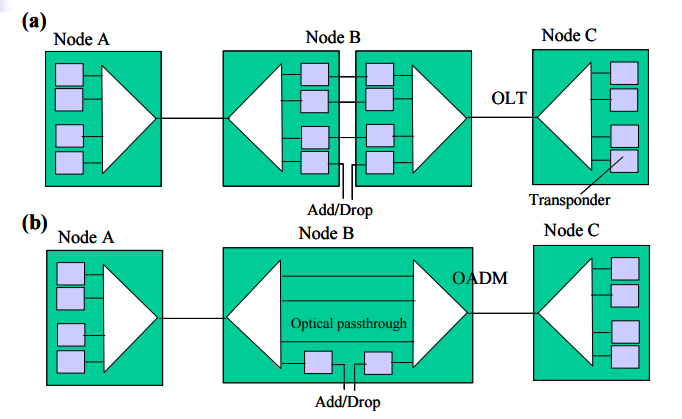 (a)
Node A
Node B
Node C
OLT
Transponder
Add/Drop
(b)
Node A
Node B
Node C
OADM
Optical passthrough
Add/Drop